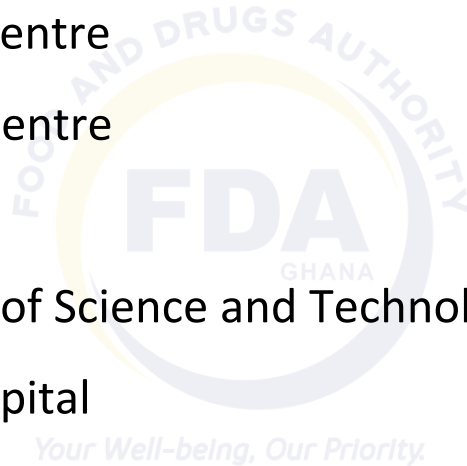 entre
FOOD AND DRUGS AUTHORITY
entre
FDA
GHANA
of Science and Technol
pital
Your Well-being, Our Priority.